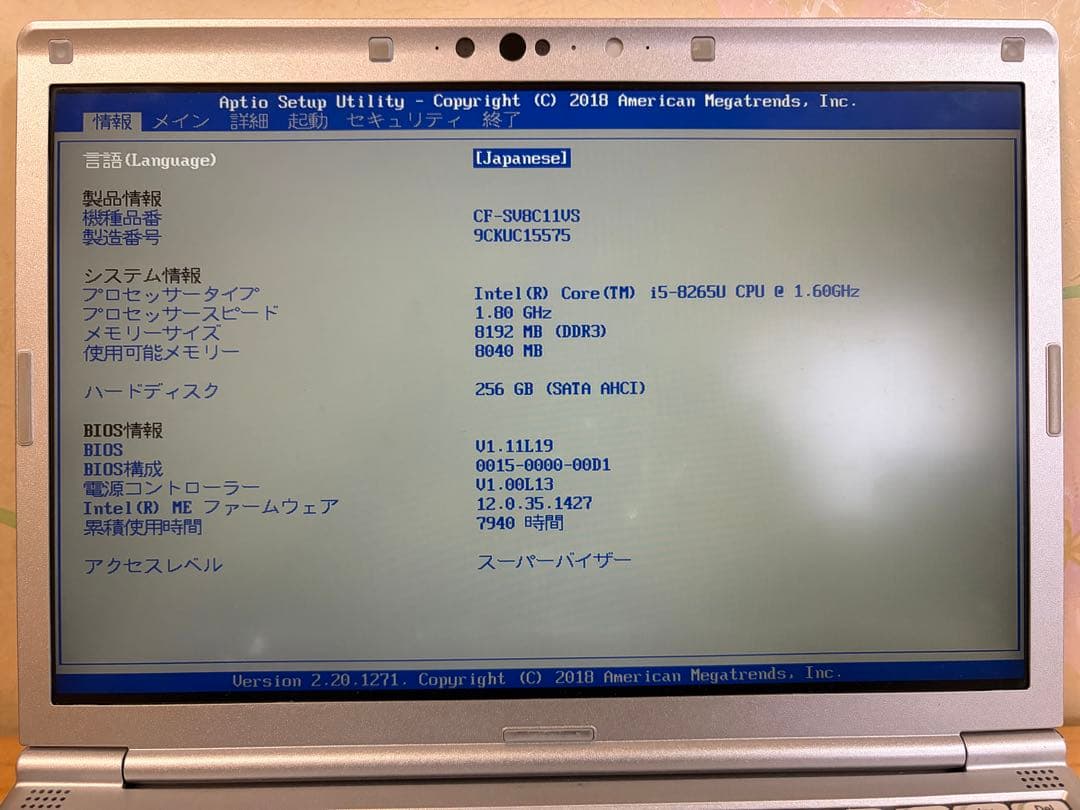 Aptio Setup Utility - Copyright (C) 2018 American Megatrends, Inc.
情報 メイン 詳細 起動 セキュリティ 終了
言語(Language) [Japanese]
製品情報
機種品番 CF-SV8C11VS
製造番号 9CKUC15575
システム情報
プロセッサータイプ Intel(R) Core(TM) i5-8265U CPU @ 1.60GHz
プロセッサースピード 1.80 GHz
メモリーサイズ 8192 MB (DDR3)
使用可能メモリー 8040 MB
ハードディスク 256 GB (SATA AHCI)
BIOS情報
BIOS V1.11L19
BIOS構成 0015-0000-00D1
電源コントローラー V1.00L13
Intel(R) ME ファームウェア 12.0.35.1427
累積使用時間 7940 時間
アクセスレベル スーパーバイザー
Version 2.20.1271. Copyright (C) 2018 American Megatrends, Inc.
Del